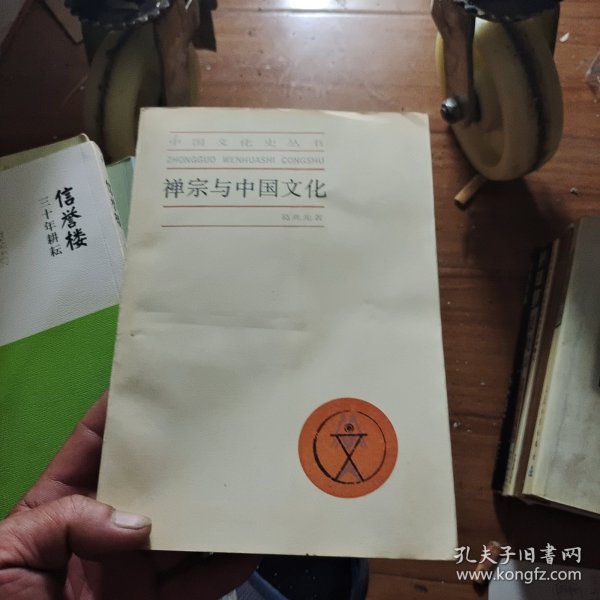 中国文化史丛书
ZHONGGUO WENHUASHI CONGSHU
禅宗与中国文化
葛兆光著
信誉楼
三十年耕耘
孔夫子旧書网
www.kongfz.com